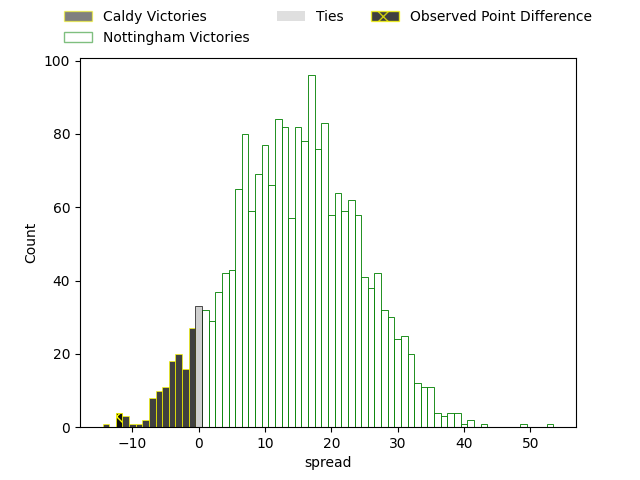 Caldy Victories
Ties
Observed Point Difference
Nottingham Victories
100
80
60
40
20
0
Count
−10
0
10
20
30
40
50
spread